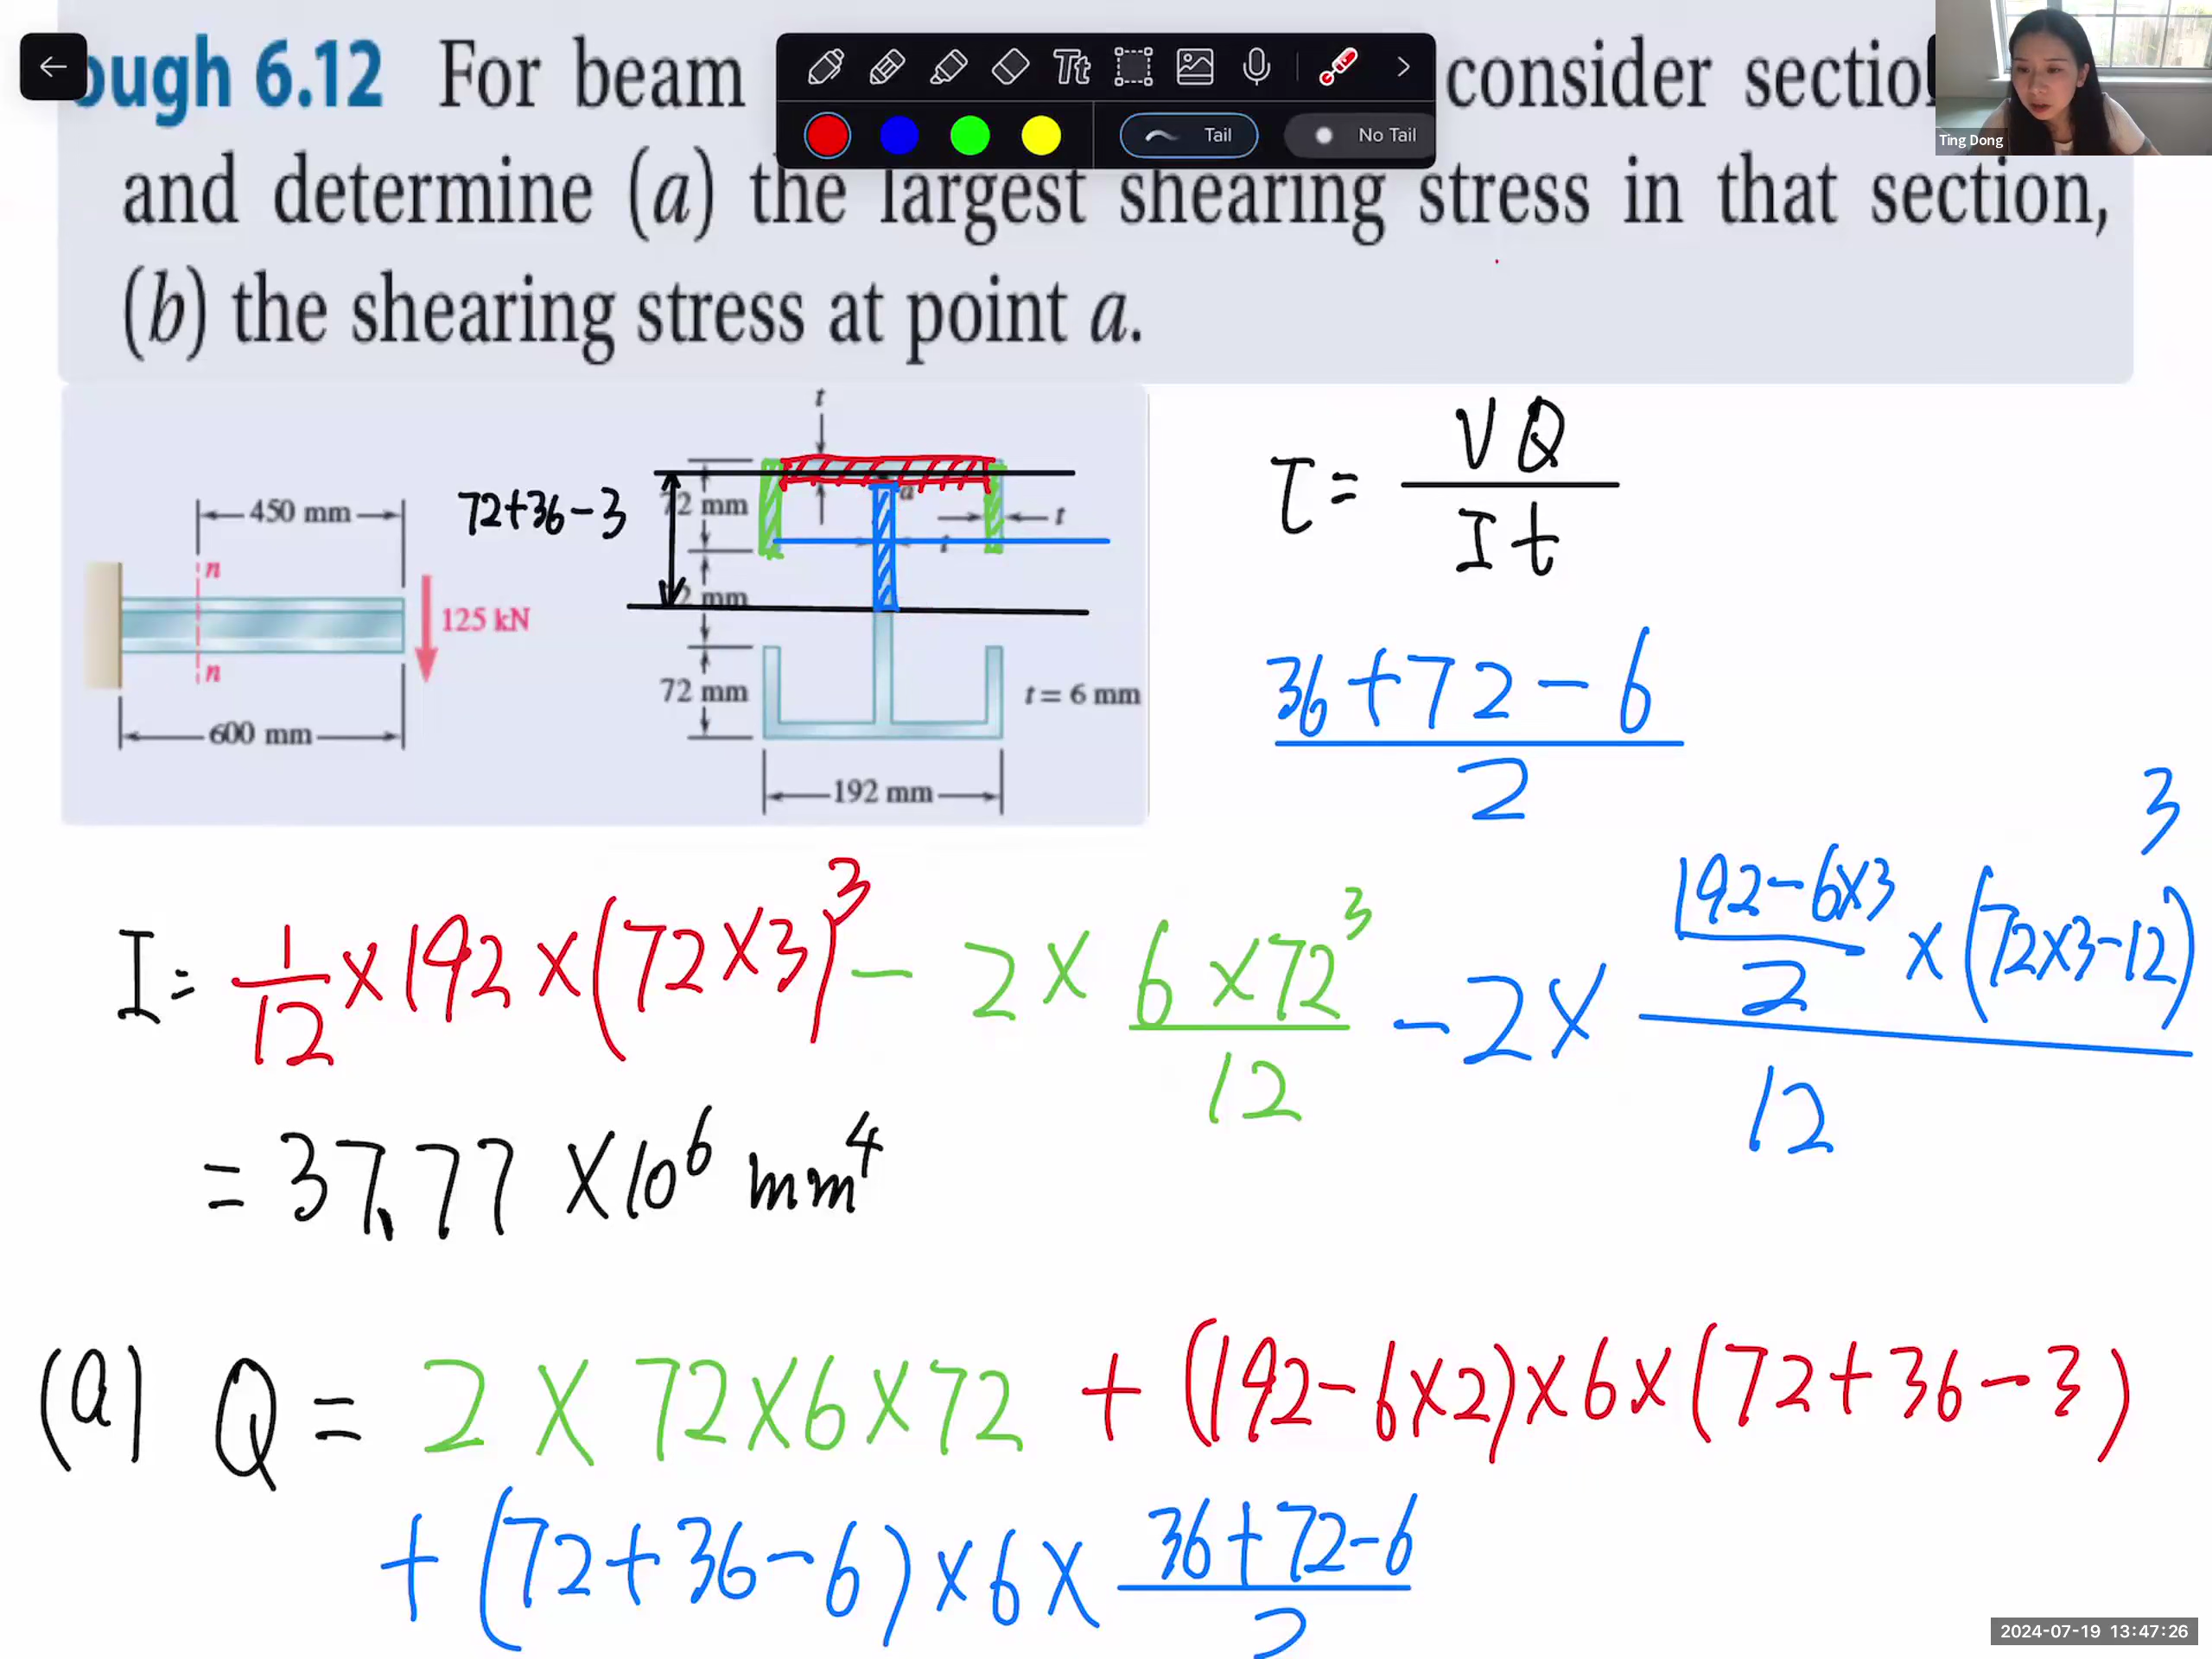 ough 6.12 For beam consider sectio
Tt
Tail
No Tail
Ting Dong
and determine (a) the largest shearing stress in that section,
(b) the shearing stress at point a.
450 mm
n
n
125 kN
600 mm
72+36-3
t
72 mm
a
t
t
mm
72 mm
t = 6 mm
192 mm
τ = VQ / It
36+72-6 / 2
I = 1/12 × 192 × (72×3)³ - 2 × 6×72³/12 - 2× 192-6×3/2 × (72×3-12)³ / 12
= 37.77 ×10⁶ mm⁴
(a) Q = 2 × 72×6×72 + (192-6×2)×6×(72+36-3)
+ (72+36-6)×6× 36+72-6 / 2
2024-07-19 13:47:26